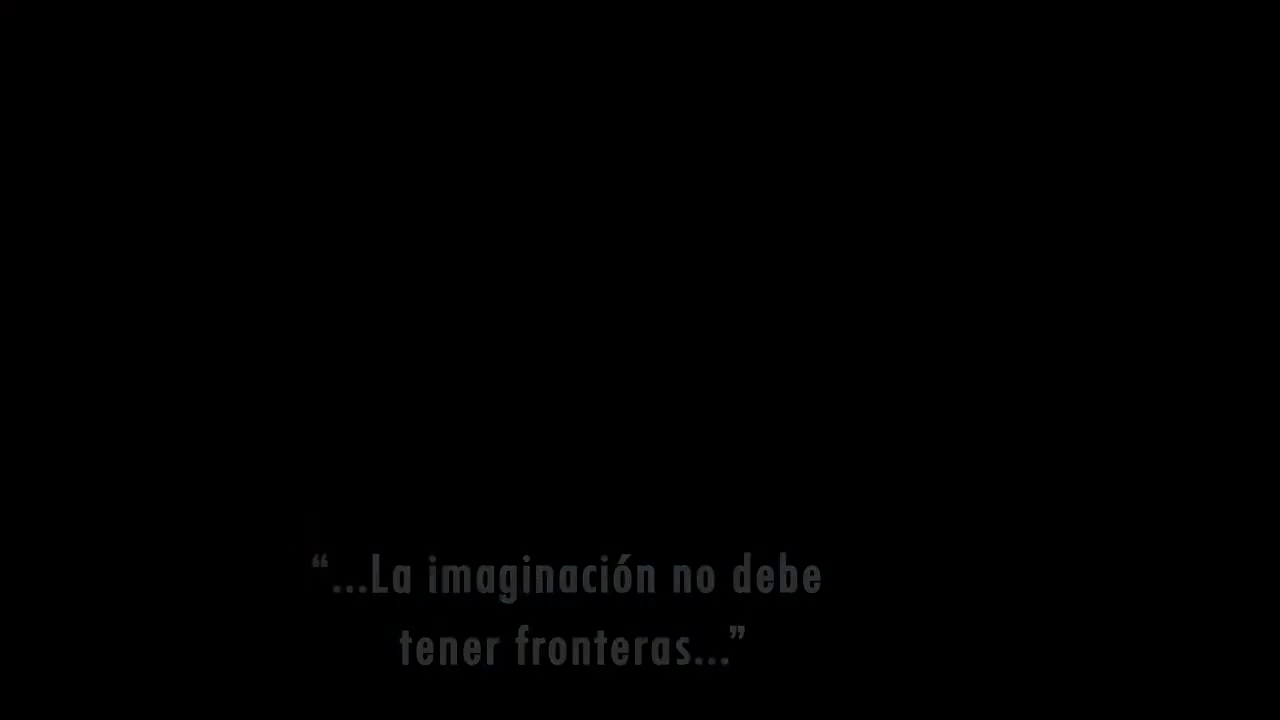 “...La imaginación no debe
tener fronteras...”